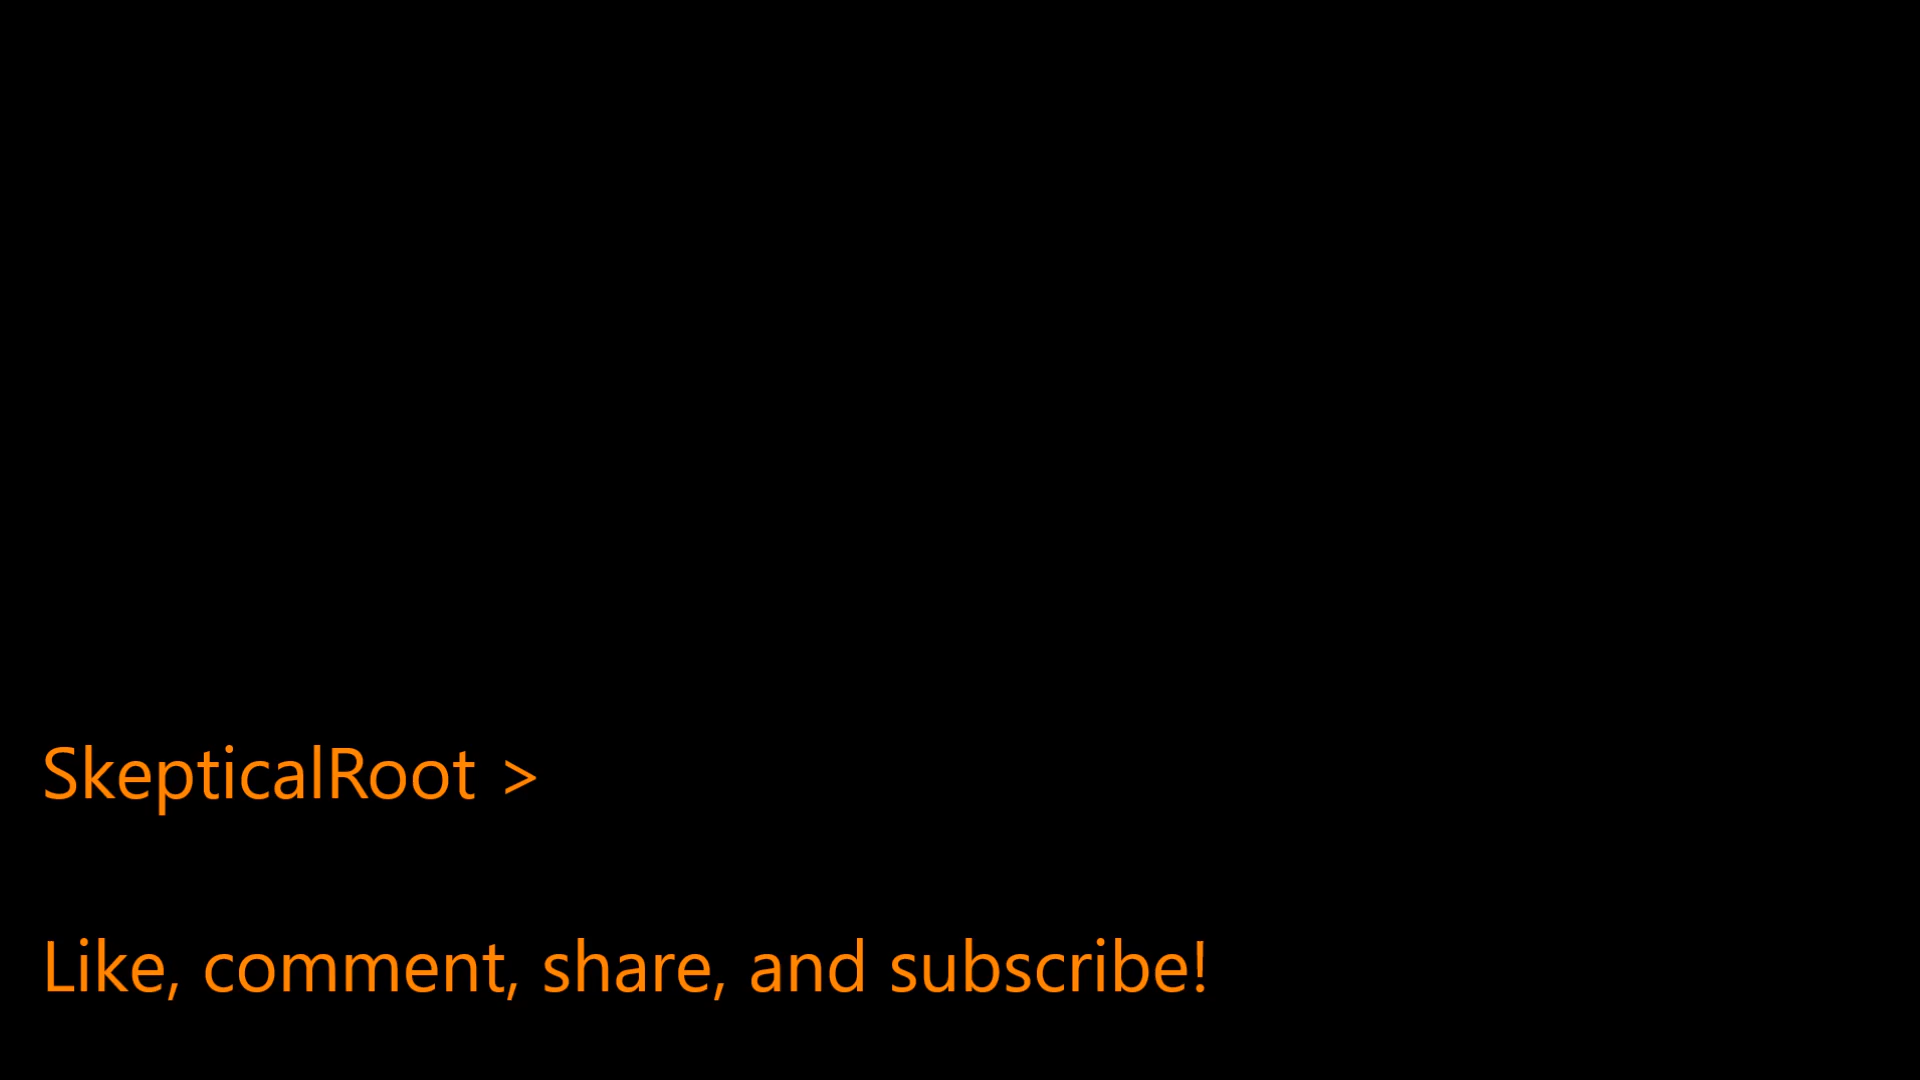 SkepticalRoot >
Like, comment, share, and subscribe!